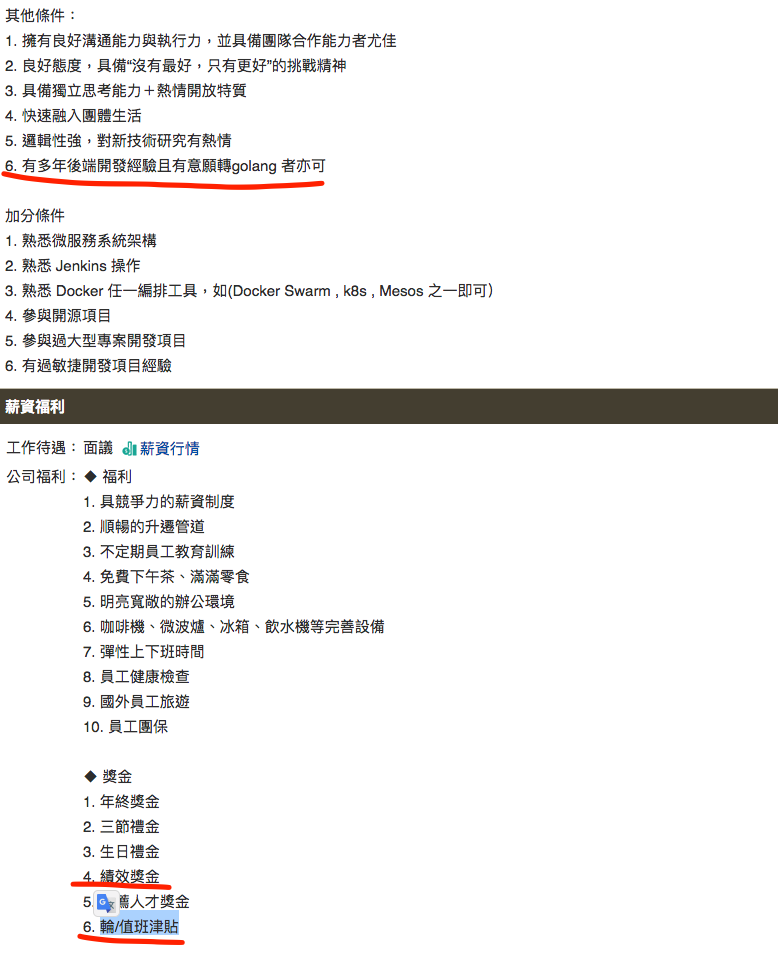 其他條件：
1. 擁有良好溝通能力與執行力，並具備團隊合作能力者尤佳
2. 良好態度，具備“沒有最好，只有更好”的挑戰精神
3. 具備獨立思考能力＋熱情開放特質
4. 快速融入團體生活
5. 邏輯性強，對新技術研究有熱情
6. 有多年後端開發經驗且有意願轉golang 者亦可
加分條件
1. 熟悉微服務系統架構
2. 熟悉 Jenkins 操作
3. 熟悉 Docker 任一編排工具，如(Docker Swarm , k8s , Mesos 之一即可）
4. 參與開源項目
5. 參與過大型專案開發項目
6. 有過敏捷開發項目經驗
薪資福利
工作待遇： 面議 薪資行情
公司福利： ◆ 福利
1. 具競爭力的薪資制度
2. 順暢的升遷管道
3. 不定期員工教育訓練
4. 免費下午茶、滿滿零食
5. 明亮寬敞的辦公環境
6. 咖啡機、微波爐、冰箱、飲水機等完善設備
7. 彈性上下班時間
8. 員工健康檢查
9. 國外員工旅遊
10. 員工團保
◆ 獎金
1. 年終獎金
2. 三節禮金
3. 生日禮金
4. 績效獎金
5. 人才獎金
6. 輪/值班津貼